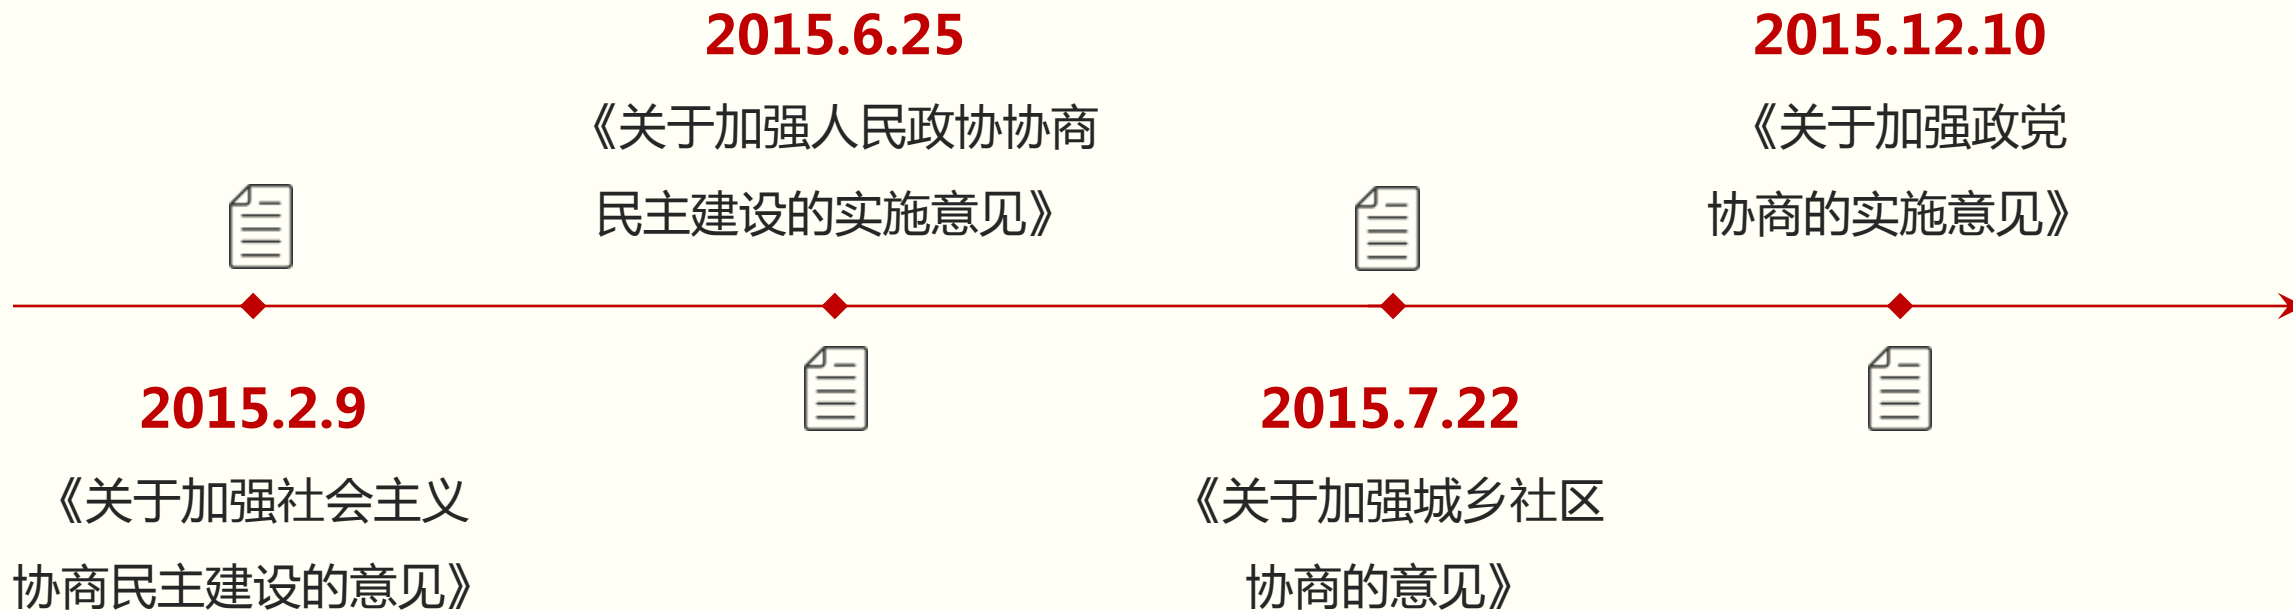 2015.6.25
《关于加强人民政协协商
民主建设的实施意见》
2015.12.10
《关于加强政党
协商的实施意见》
2015.2.9
《关于加强社会主义
协商民主建设的意见》
2015.7.22
《关于加强城乡社区
协商的意见》